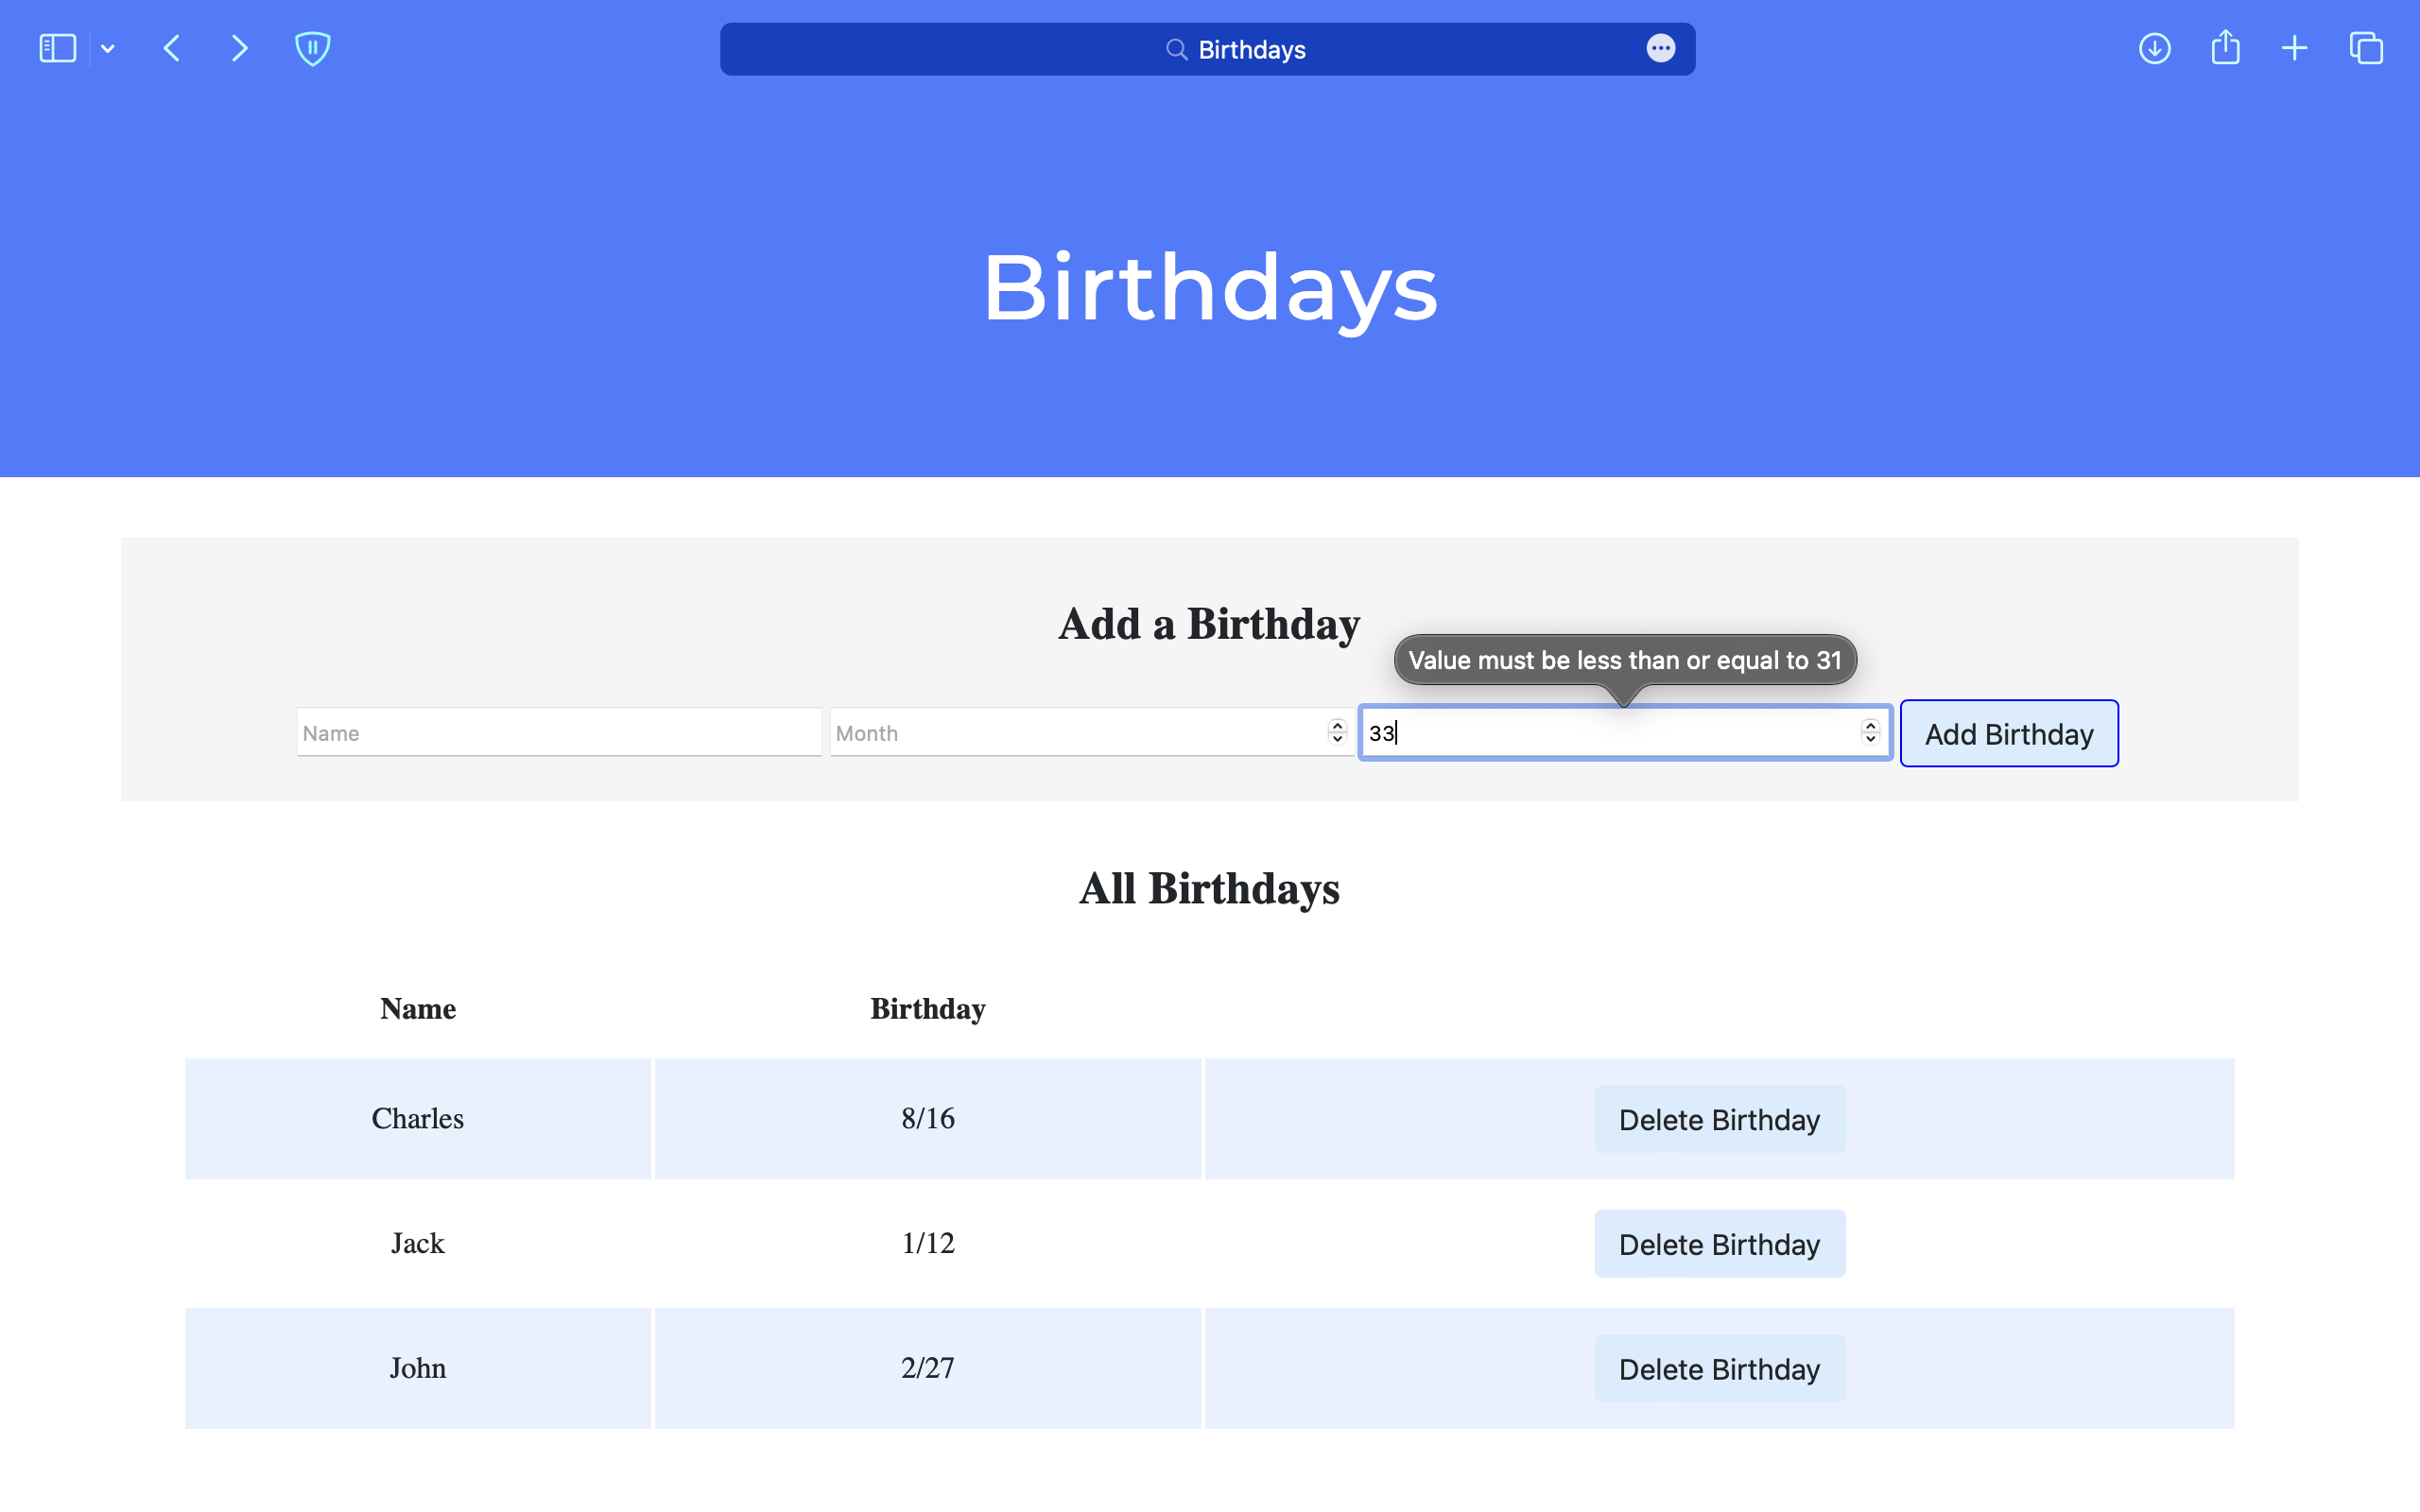 Birthdays
Birthdays
Add a Birthday
Value must be less than or equal to 31
Name Month 33 Add Birthday
All Birthdays
Name Birthday
Charles 8/16 Delete Birthday
Jack 1/12 Delete Birthday
John 2/27 Delete Birthday